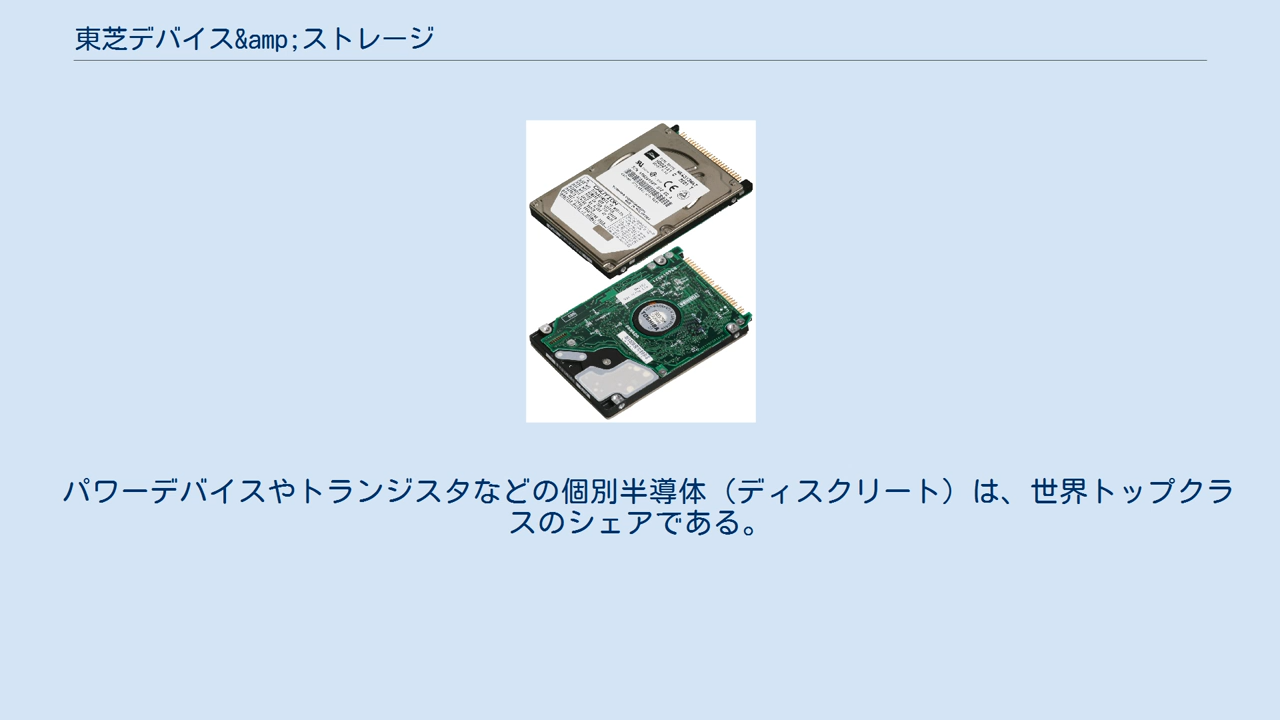 東芝デバイス&amp;ストレージ
パワーデバイスやトランジスタなどの個別半導体（ディスクリート）は、世界トップクラ
スのシェアである。